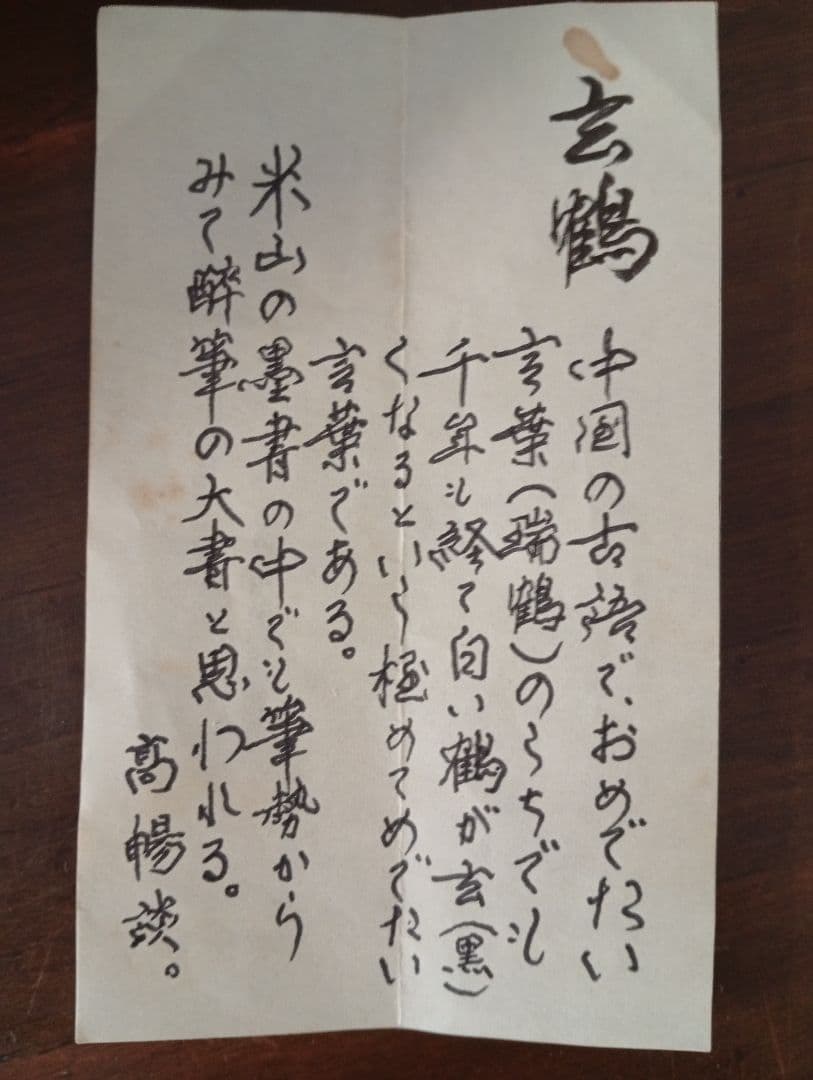 玄鶴
中国の古語で、おめでたい
言葉(瑞鶴)のうちでも
千年も経て白い鶴が玄(黒)
くなるという極めてめでたい
言葉である。
米山の墨書の中でも筆勢から
みて酔筆の大書と思われる。
高暢談。